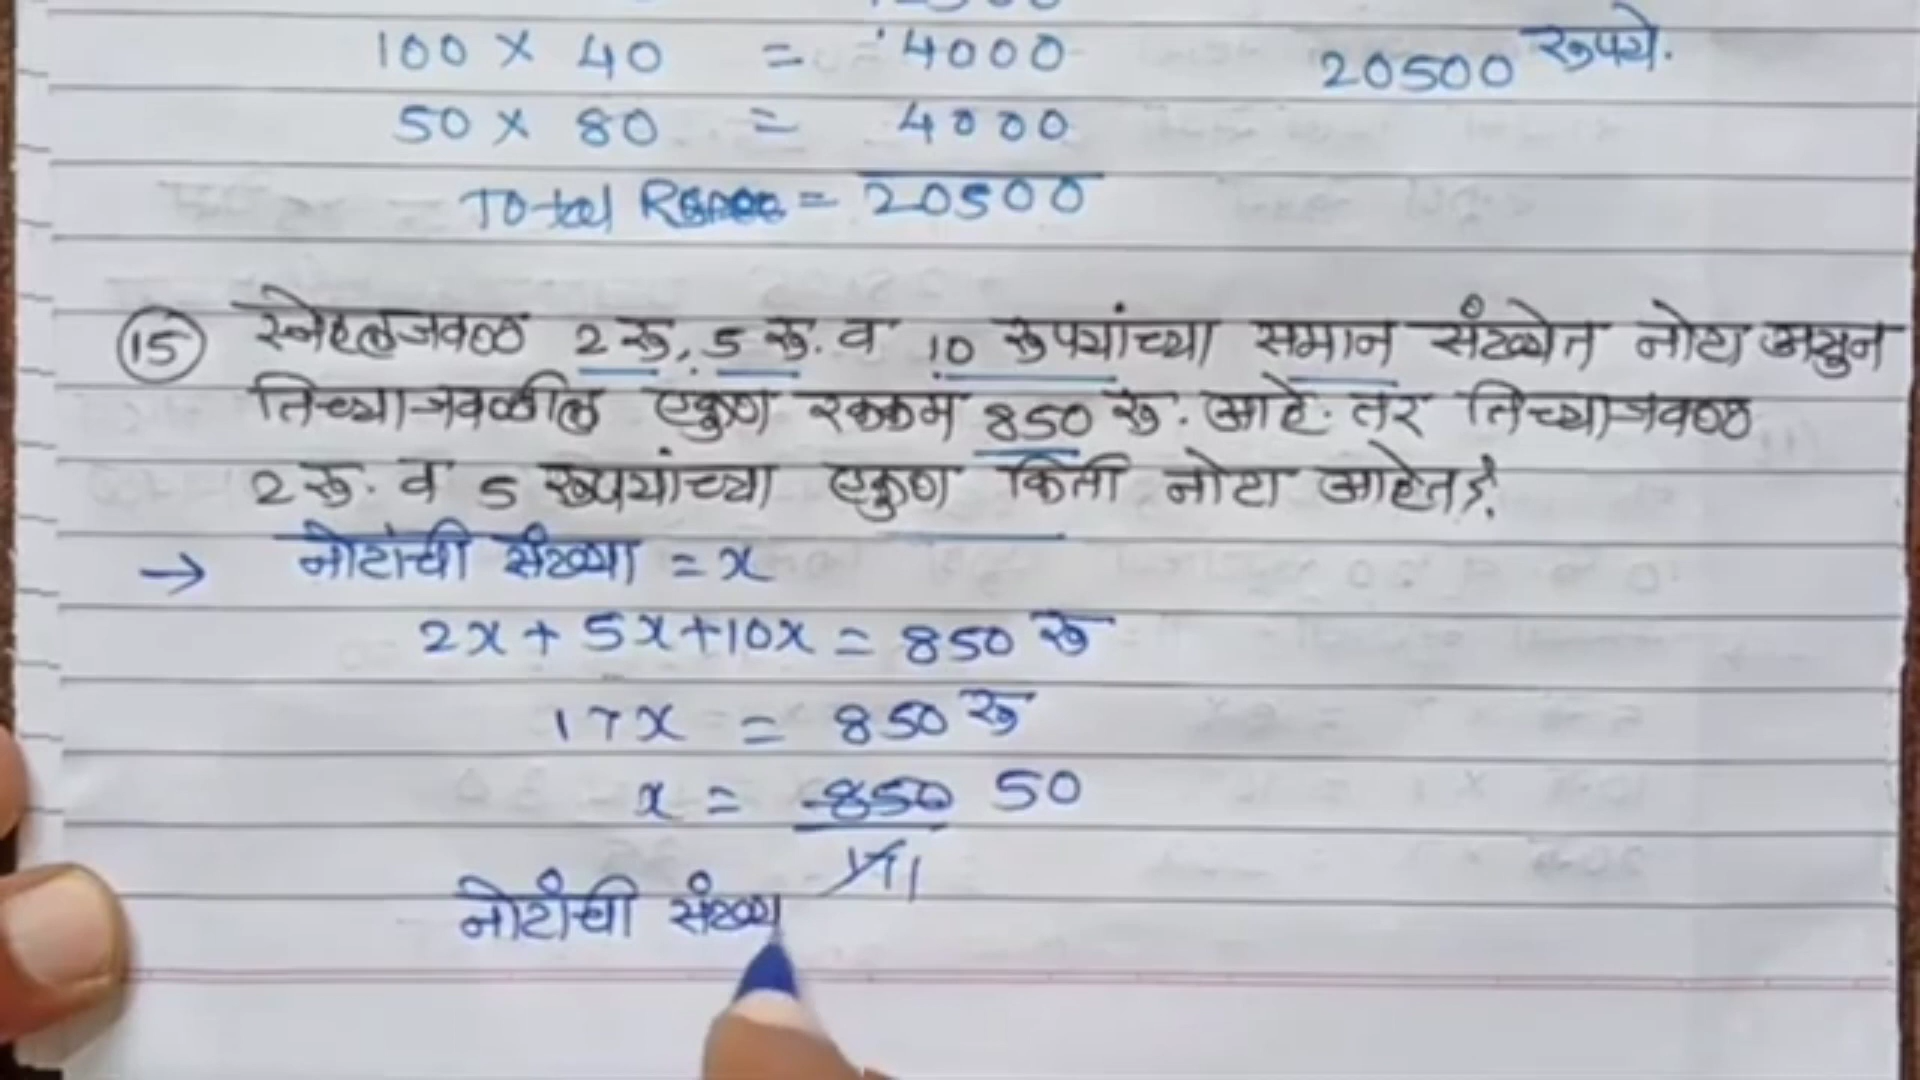 100 × 40 = 4000 20500 रुपये.
50 × 80 = 4000
Total = 20500
15 स्नेहलजवळ 2 रु, 5 रु. व 10 रुपयांच्या समान संख्येत नोटा असुन
तिच्याजवळील एकुण रक्कम 850 रु. आहे. तर तिच्याजवळ
2 रु. व 5 रुपयांच्या एकुण किती नोटा आहेत?
→ नोटांची संख्या = x
2x + 5x + 10x = 850 रु
17x = 850 रु
x = 850 50
17 1
नोटांची संख्या